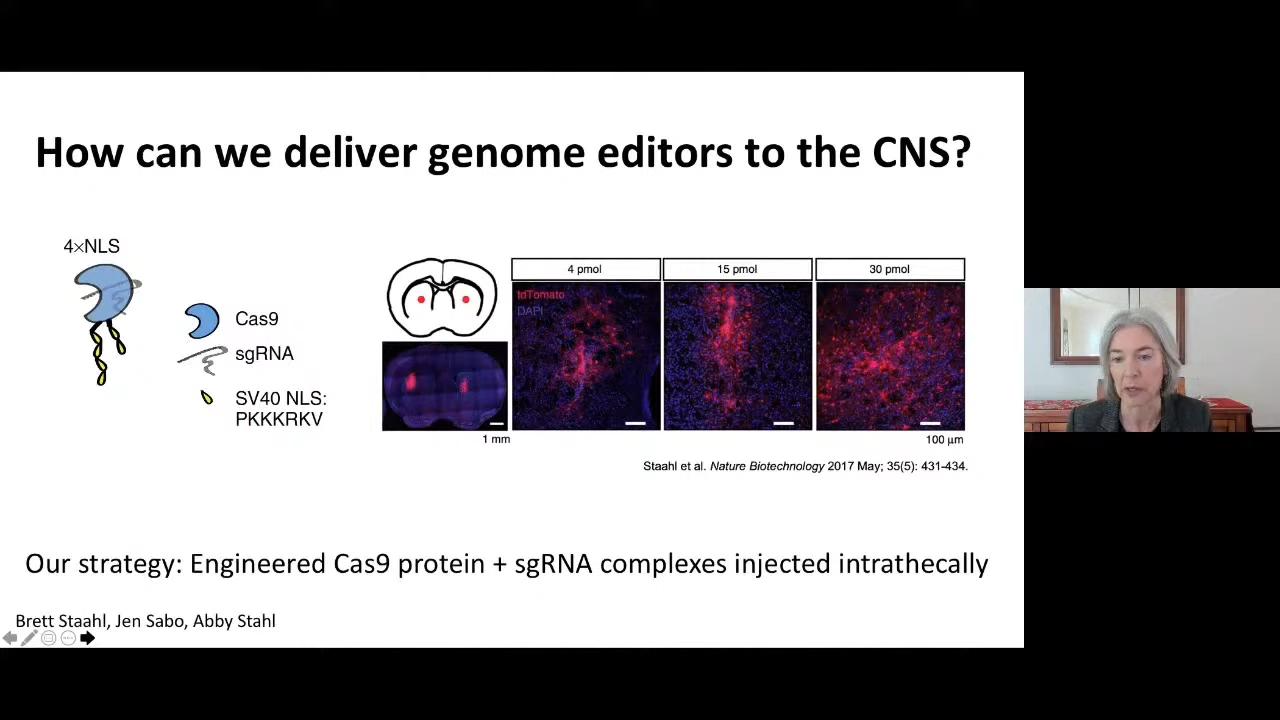 How can we deliver genome editors to the CNS?
4×NLS
Cas9
sgRNA
SV40 NLS:
PKKKRKV
4 pmol
15 pmol
30 pmol
tdTomato
DAPI
1 mm
100 µm
Staahl et al. Nature Biotechnology 2017 May; 35(5): 431-434.
Our strategy: Engineered Cas9 protein + sgRNA complexes injected intrathecally
Brett Staahl, Jen Sabo, Abby Stahl